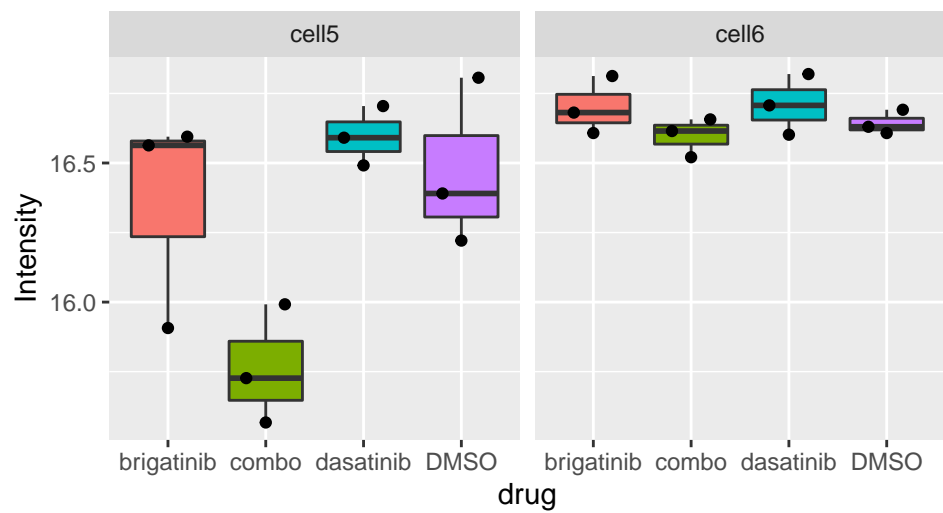 cell5 cell6
Intensity
16.5
16.0
brigatinib combo dasatinib DMSO brigatinib combo dasatinib DMSO
drug